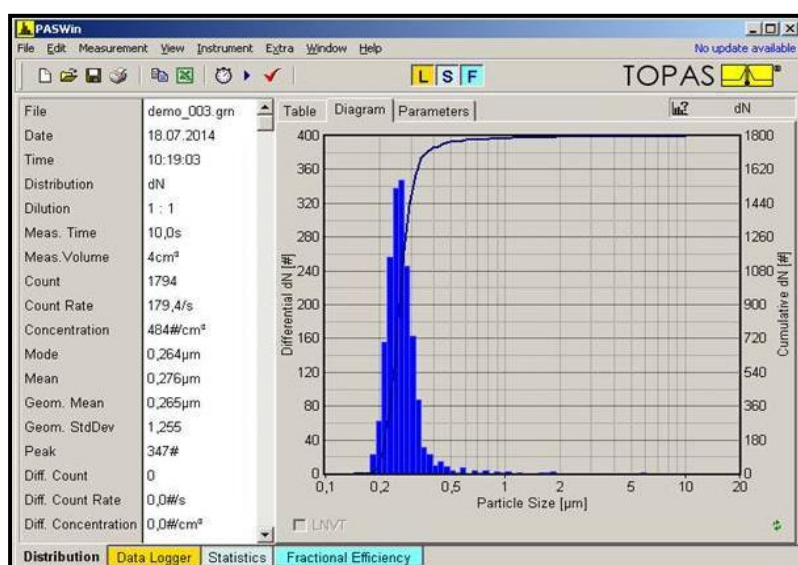 PASWin
File Edit Measurement View Instrument Extra Window Help No update available
L S F TOPAS
File demo_003.grn
Date 18.07.2014
Time 10:19:03
Distribution dN
Dilution 1 : 1
Meas. Time 10,0s
Meas.Volume 4cm³
Count 1794
Count Rate 179,4/s
Concentration 484#/cm³
Mode 0,264µm
Mean 0,276µm
Geom. Mean 0,265µm
Geom. StdDev 1,255
Peak 347#
Diff. Count 0
Diff. Count Rate 0,0#/s
Diff. Concentration 0,0#/cm³
Table Diagram Parameters dN
400 1800
360 1620
320 1440
280 1260
240 1080
200 900
160 720
120 540
80 360
40 180
0 0
Differential dN [#]
Cumulative dN [#]
0,1 0,2 0,5 1 2 5 10 20
Particle Size [µm]
LNVT
Distribution Data Logger Statistics Fractional Efficiency